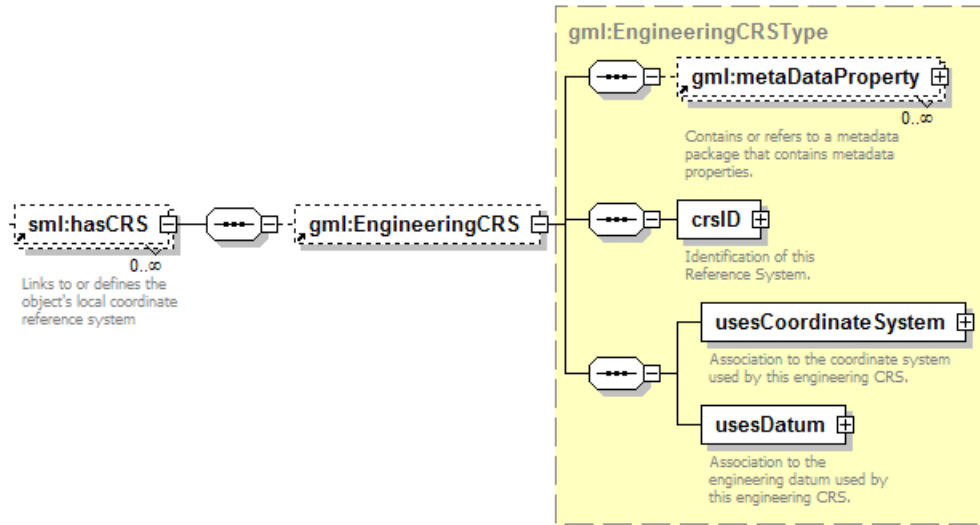 gml:EngineeringCRSType
gml:metaDataProperty
0..∞
Contains or refers to a metadata
package that contains metadata
properties.
sml:hasCRS
0..∞
Links to or defines the
object's local coordinate
reference system
gml:EngineeringCRS
crsID
Identification of this
Reference System.
usesCoordinateSystem
Association to the coordinate system
used by this engineering CRS.
usesDatum
Association to the
engineering datum used by
this engineering CRS.